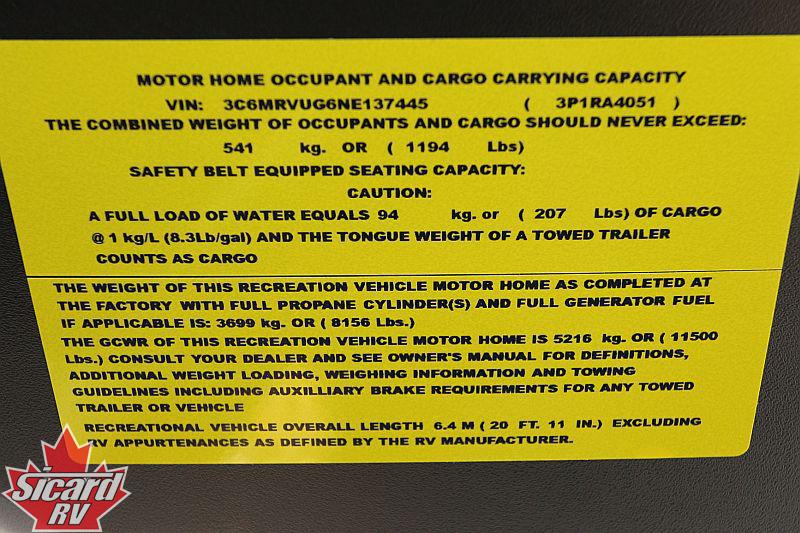 MOTOR HOME OCCUPANT AND CARGO CARRYING CAPACITY
VIN: 3C6MRVUG6NE137445 ( 3P1RA4051 )
THE COMBINED WEIGHT OF OCCUPANTS AND CARGO SHOULD NEVER EXCEED:
541 kg. OR ( 1194 Lbs)
SAFETY BELT EQUIPPED SEATING CAPACITY:
CAUTION:
A FULL LOAD OF WATER EQUALS 94 kg. or ( 207 Lbs) OF CARGO
@ 1 kg/L (8.3Lb/gal) AND THE TONGUE WEIGHT OF A TOWED TRAILER
COUNTS AS CARGO
THE WEIGHT OF THIS RECREATION VEHICLE MOTOR HOME AS COMPLETED AT
THE FACTORY WITH FULL PROPANE CYLINDER(S) AND FULL GENERATOR FUEL
IF APPLICABLE IS: 3699 kg. OR ( 8156 Lbs.)
THE GCWR OF THIS RECREATION VEHICLE MOTOR HOME IS 5216 kg. OR ( 11500
Lbs.) CONSULT YOUR DEALER AND SEE OWNER'S MANUAL FOR DEFINITIONS,
ADDITIONAL WEIGHT LOADING, WEIGHING INFORMATION AND TOWING
GUIDELINES INCLUDING AUXILLIARY BRAKE REQUIREMENTS FOR ANY TOWED
TRAILER OR VEHICLE
RECREATIONAL VEHICLE OVERALL LENGTH 6.4 M ( 20 FT. 11 IN.) EXCLUDING
RV APPURTENANCES AS DEFINED BY THE RV MANUFACTURER.
Sicard
RV